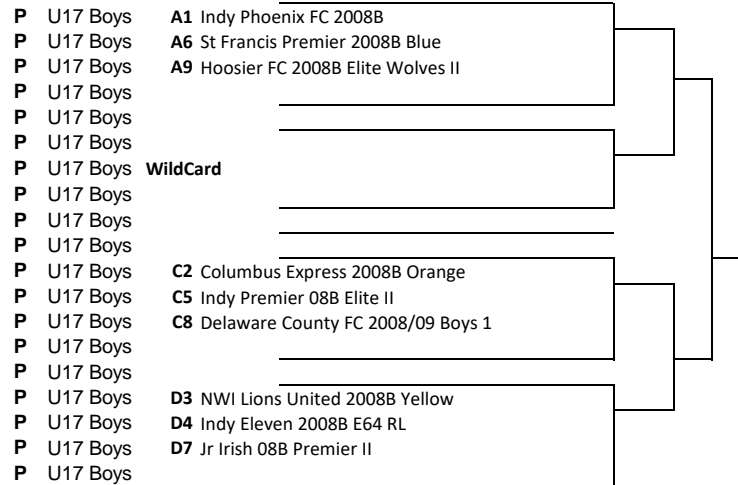 P U17 Boys A1 Indy Phoenix FC 2008B
P U17 Boys A6 St Francis Premier 2008B Blue
P U17 Boys A9 Hoosier FC 2008B Elite Wolves II
P U17 Boys
P U17 Boys
P U17 Boys
P U17 Boys WildCard
P U17 Boys
P U17 Boys
P U17 Boys
P U17 Boys C2 Columbus Express 2008B Orange
P U17 Boys C5 Indy Premier 08B Elite II
P U17 Boys C8 Delaware County FC 2008/09 Boys 1
P U17 Boys
P U17 Boys
P U17 Boys D3 NWI Lions United 2008B Yellow
P U17 Boys D4 Indy Eleven 2008B E64 RL
P U17 Boys D7 Jr Irish 08B Premier II
P U17 Boys